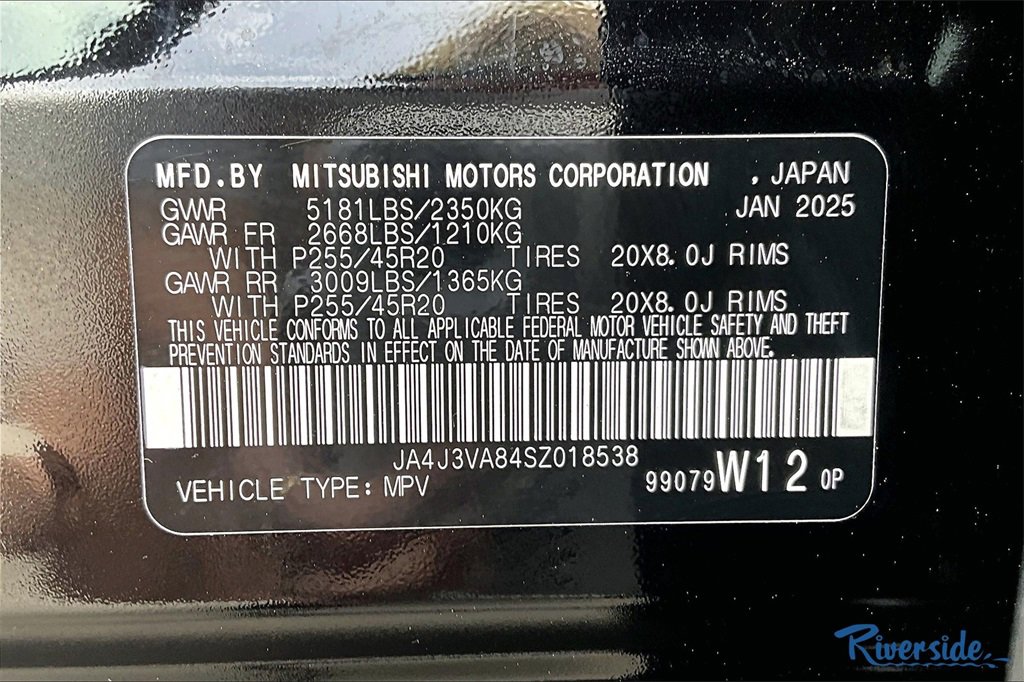 MFD.BY MITSUBISHI MOTORS CORPORATION , JAPAN
GVWR 5181LBS/2350KG JAN 2025
GAWR FR 2668LBS/1210KG
WITH P255/45R20 TIRES 20X8.0J RIMS
GAWR RR 3009LBS/1365KG
WITH P255/45R20 TIRES 20X8.0J RIMS
THIS VEHICLE CONFORMS TO ALL APPLICABLE FEDERAL MOTOR VEHICLE SAFETY AND THEFT
PREVENTION STANDARDS IN EFFECT ON THE DATE OF MANUFACTURE SHOWN ABOVE.
JA4J3VA84SZ018538
VEHICLE TYPE: MPV 99079 W12 0P
Riverside